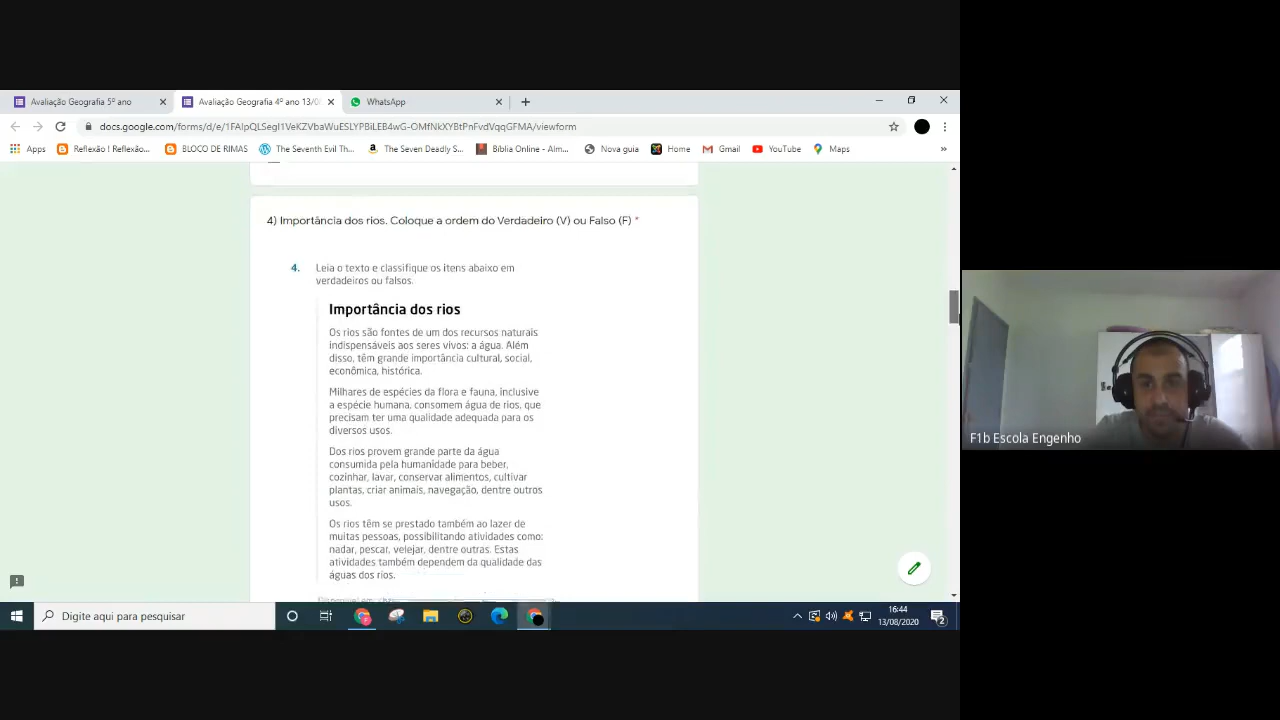 Avaliação Geografia 5º ano
Avaliação Geografia 4º ano 13/0
WhatsApp
docs.google.com/forms/d/e/1FAIpQLSegI1VeKZVbaWuESLYPBiLEB4wG-OMfNkXYBtPnFvdVqqGFMA/viewform
Apps
Reflexão ! Reflexão...
BLOCO DE RIMAS
The Seventh Evil Th...
The Seven Deadly S...
Bíblia Online - Alm...
Nova guia
Home
Gmail
YouTube
Maps
»
4) Importância dos rios. Coloque a ordem do Verdadeiro (V) ou Falso (F) *
4. Leia o texto e classifique os itens abaixo em
verdadeiros ou falsos.
Importância dos rios
Os rios são fontes de um dos recursos naturais
indispensáveis aos seres vivos: a água. Além
disso, têm grande importância cultural, social,
econômica, histórica.
Milhares de espécies da flora e fauna, inclusive
a espécie humana, consomem água de rios, que
precisam ter uma qualidade adequada para os
diversos usos.
Dos rios provem grande parte da água
consumida pela humanidade para beber,
cozinhar, lavar, conservar alimentos, cultivar
plantas, criar animais, navegação, dentre outros
usos.
Os rios têm se prestado também ao lazer de
muitas pessoas, possibilitando atividades como:
nadar, pescar, velejar, dentre outras. Estas
atividades também dependem da qualidade das
águas dos rios.
F1b Escola Engenho
Digite aqui para pesquisar
16:44
13/08/2020
2